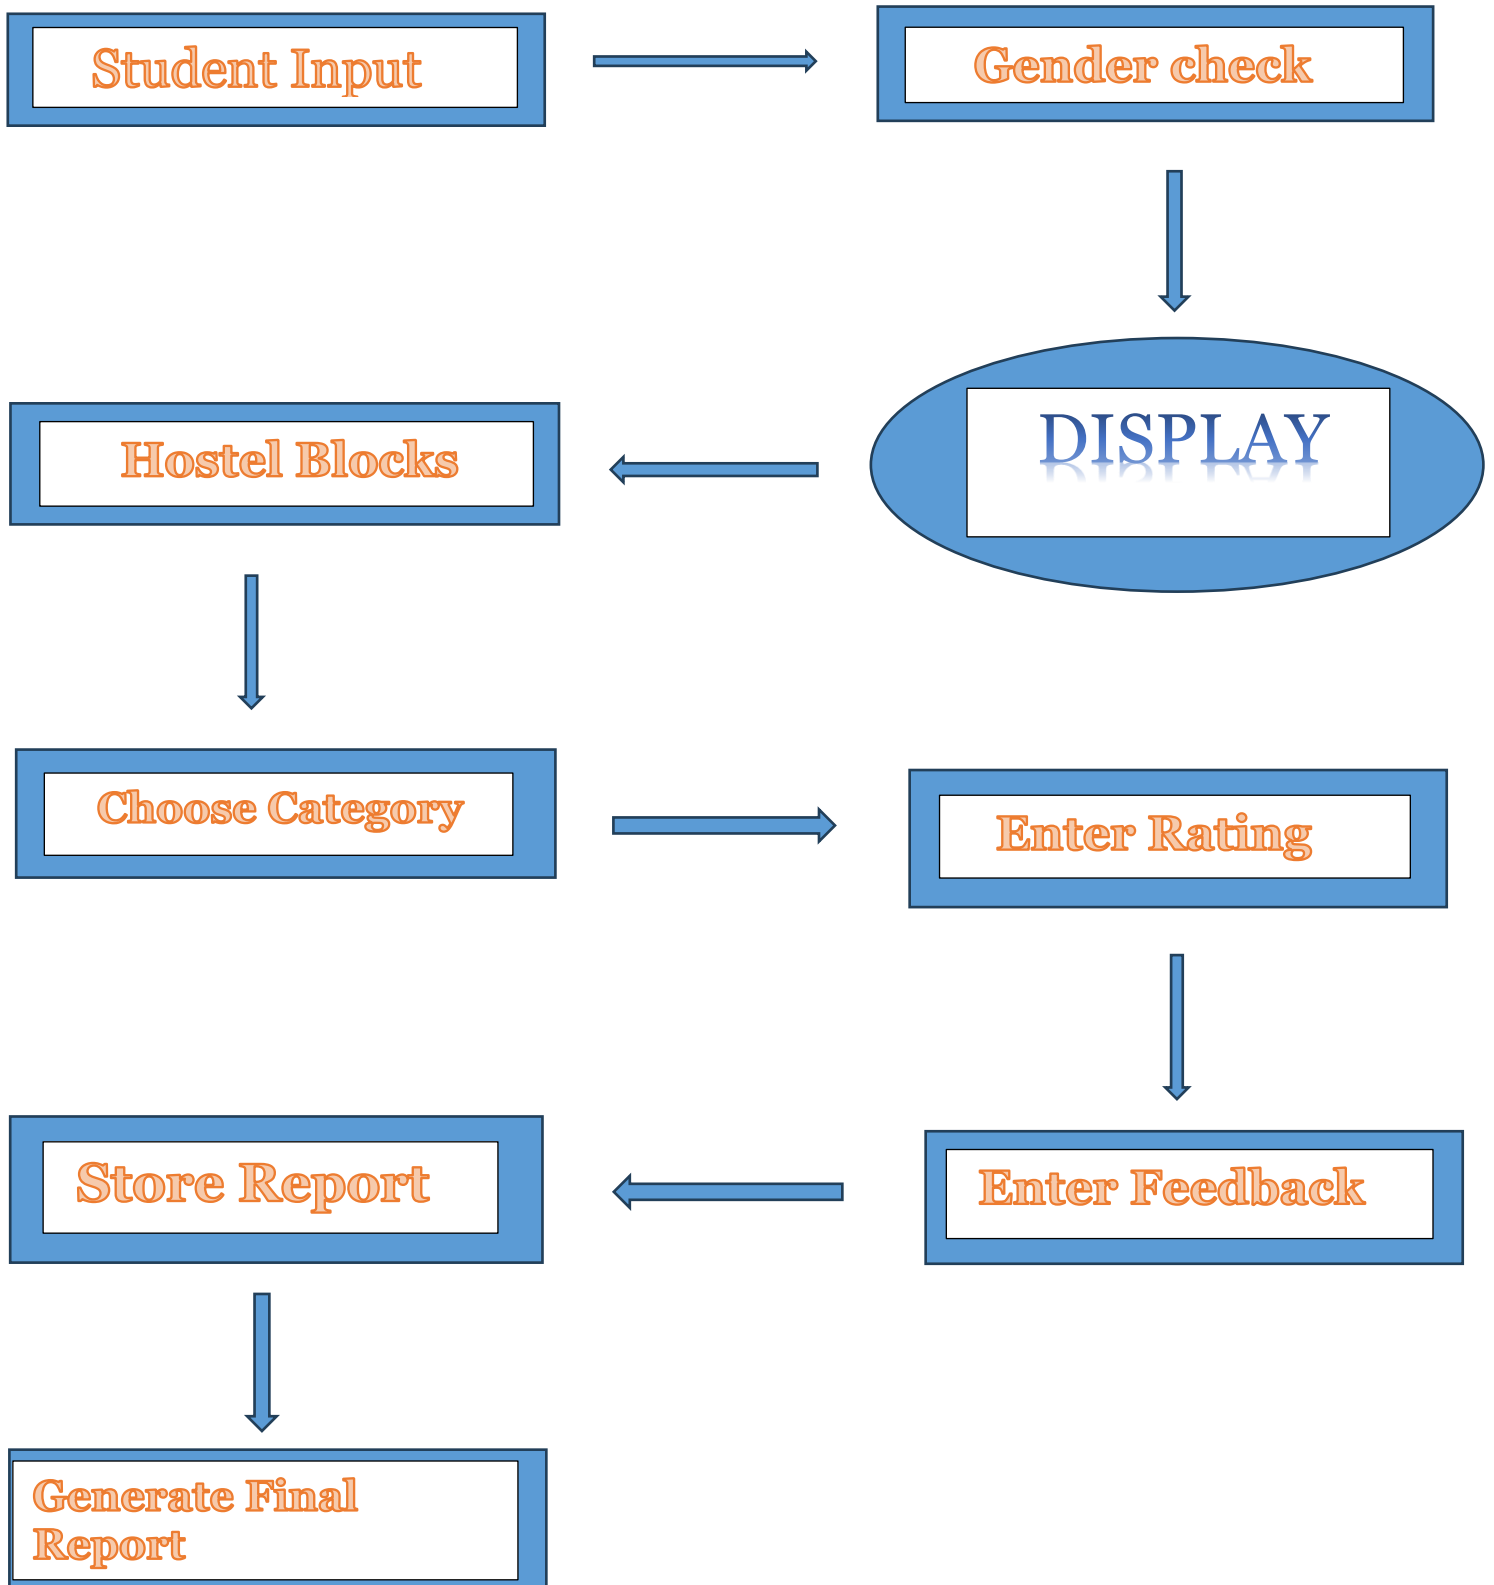 Student Input
Gender check
DISPLAY
Hostel Blocks
Choose Category
Enter Rating
Enter Feedback
Store Report
Generate Final
Report